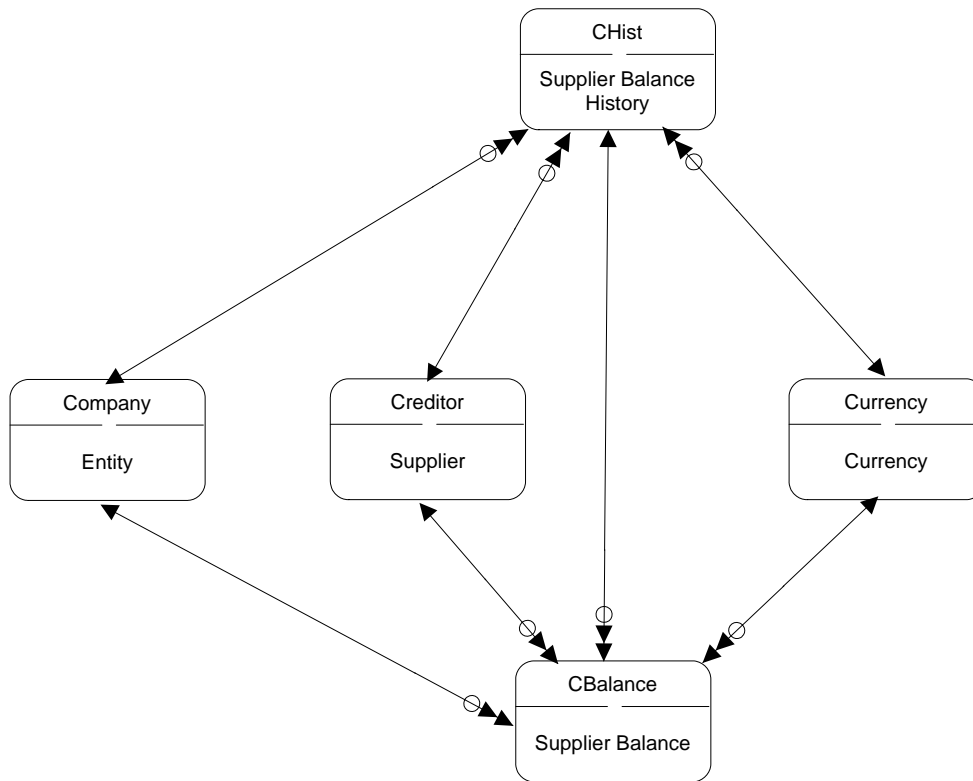 CHist
Supplier Balance
History
Company
Entity
Creditor
Supplier
Currency
Currency
CBalance
Supplier Balance